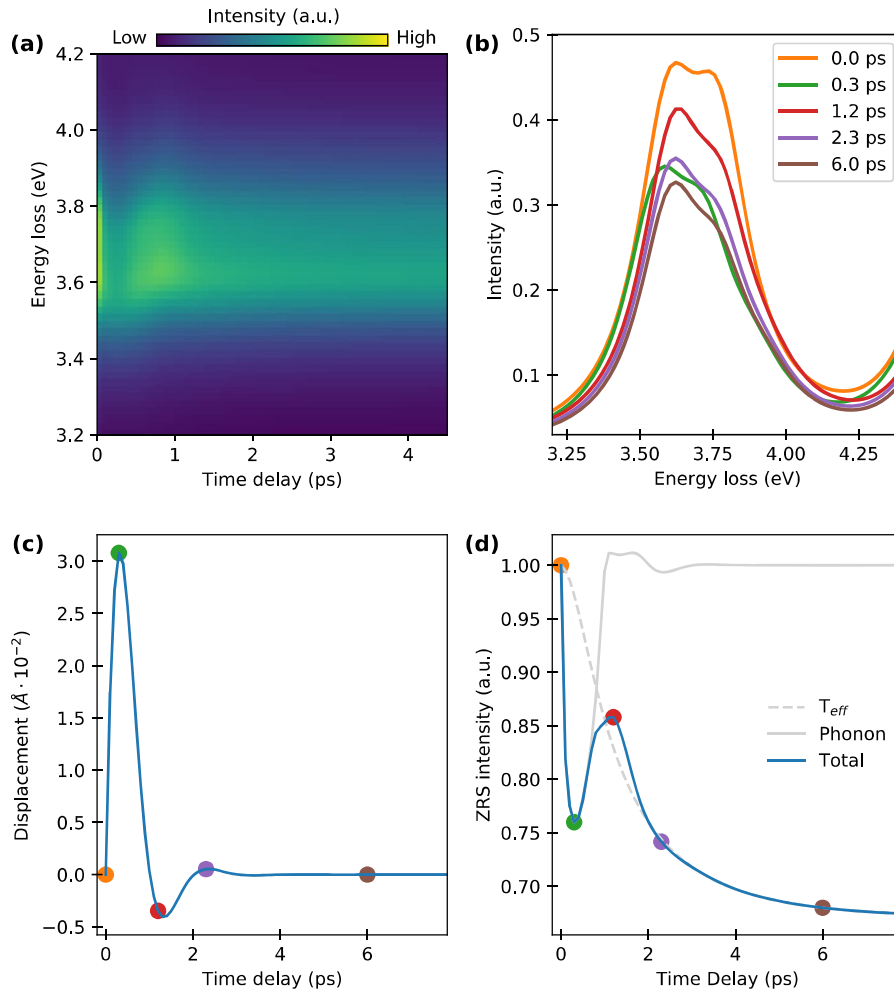 (a)
Intensity (a.u.)
Low
High
4.2
4.0
3.8
3.6
3.4
3.2
Energy loss (eV)
0
1
2
3
4
Time delay (ps)
(b)
0.5
0.4
0.3
0.2
0.1
Intensity (a.u.)
0.0 ps
0.3 ps
1.2 ps
2.3 ps
6.0 ps
3.25
3.50
3.75
4.00
4.25
Energy loss (eV)
(c)
3.0
2.5
2.0
1.5
1.0
0.5
0.0
−0.5
Displacement (Å · 10⁻²)
0
2
4
6
Time delay (ps)
(d)
1.00
0.95
0.90
0.85
0.80
0.75
0.70
ZRS intensity (a.u.)
T_eff
Phonon
Total
0
2
4
6
Time Delay (ps)